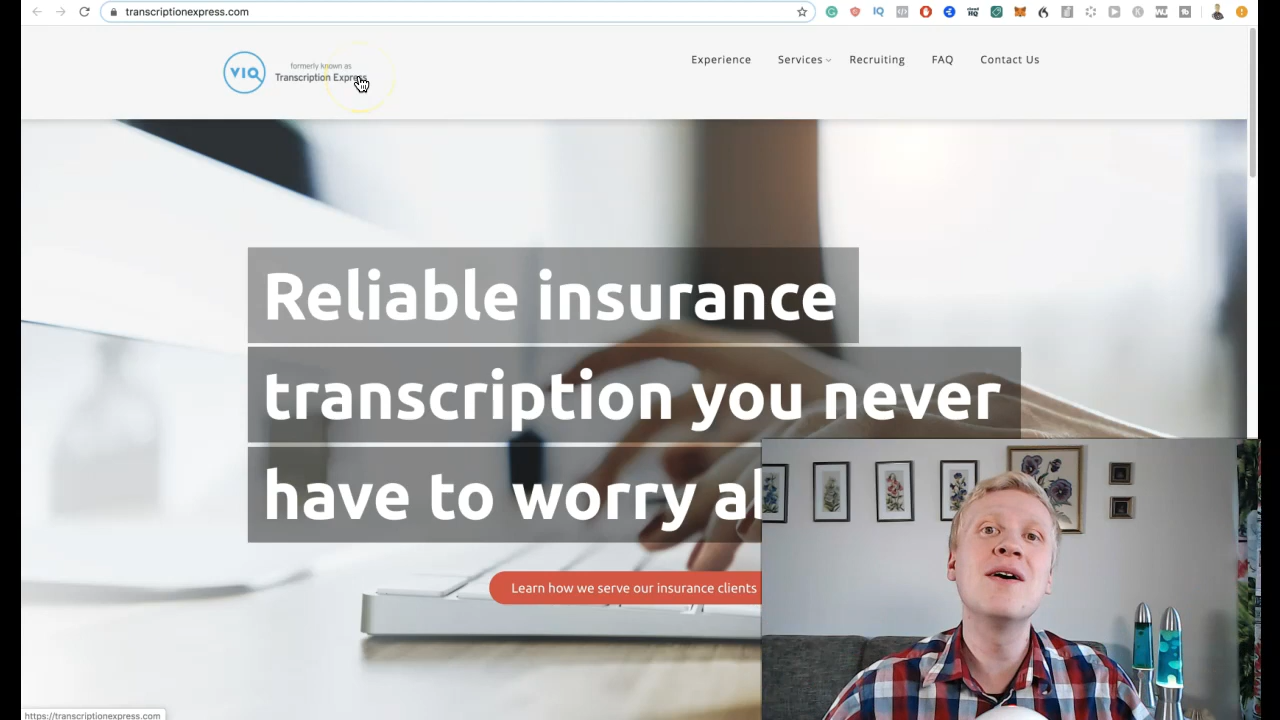 transcriptionexpress.com
VIQ
formerly known as
Transcription Express
Experience
Services
Recruiting
FAQ
Contact Us
Reliable insurance
transcription you never
have to worry
Learn how we serve our insurance clients
https://transcriptionexpress.com